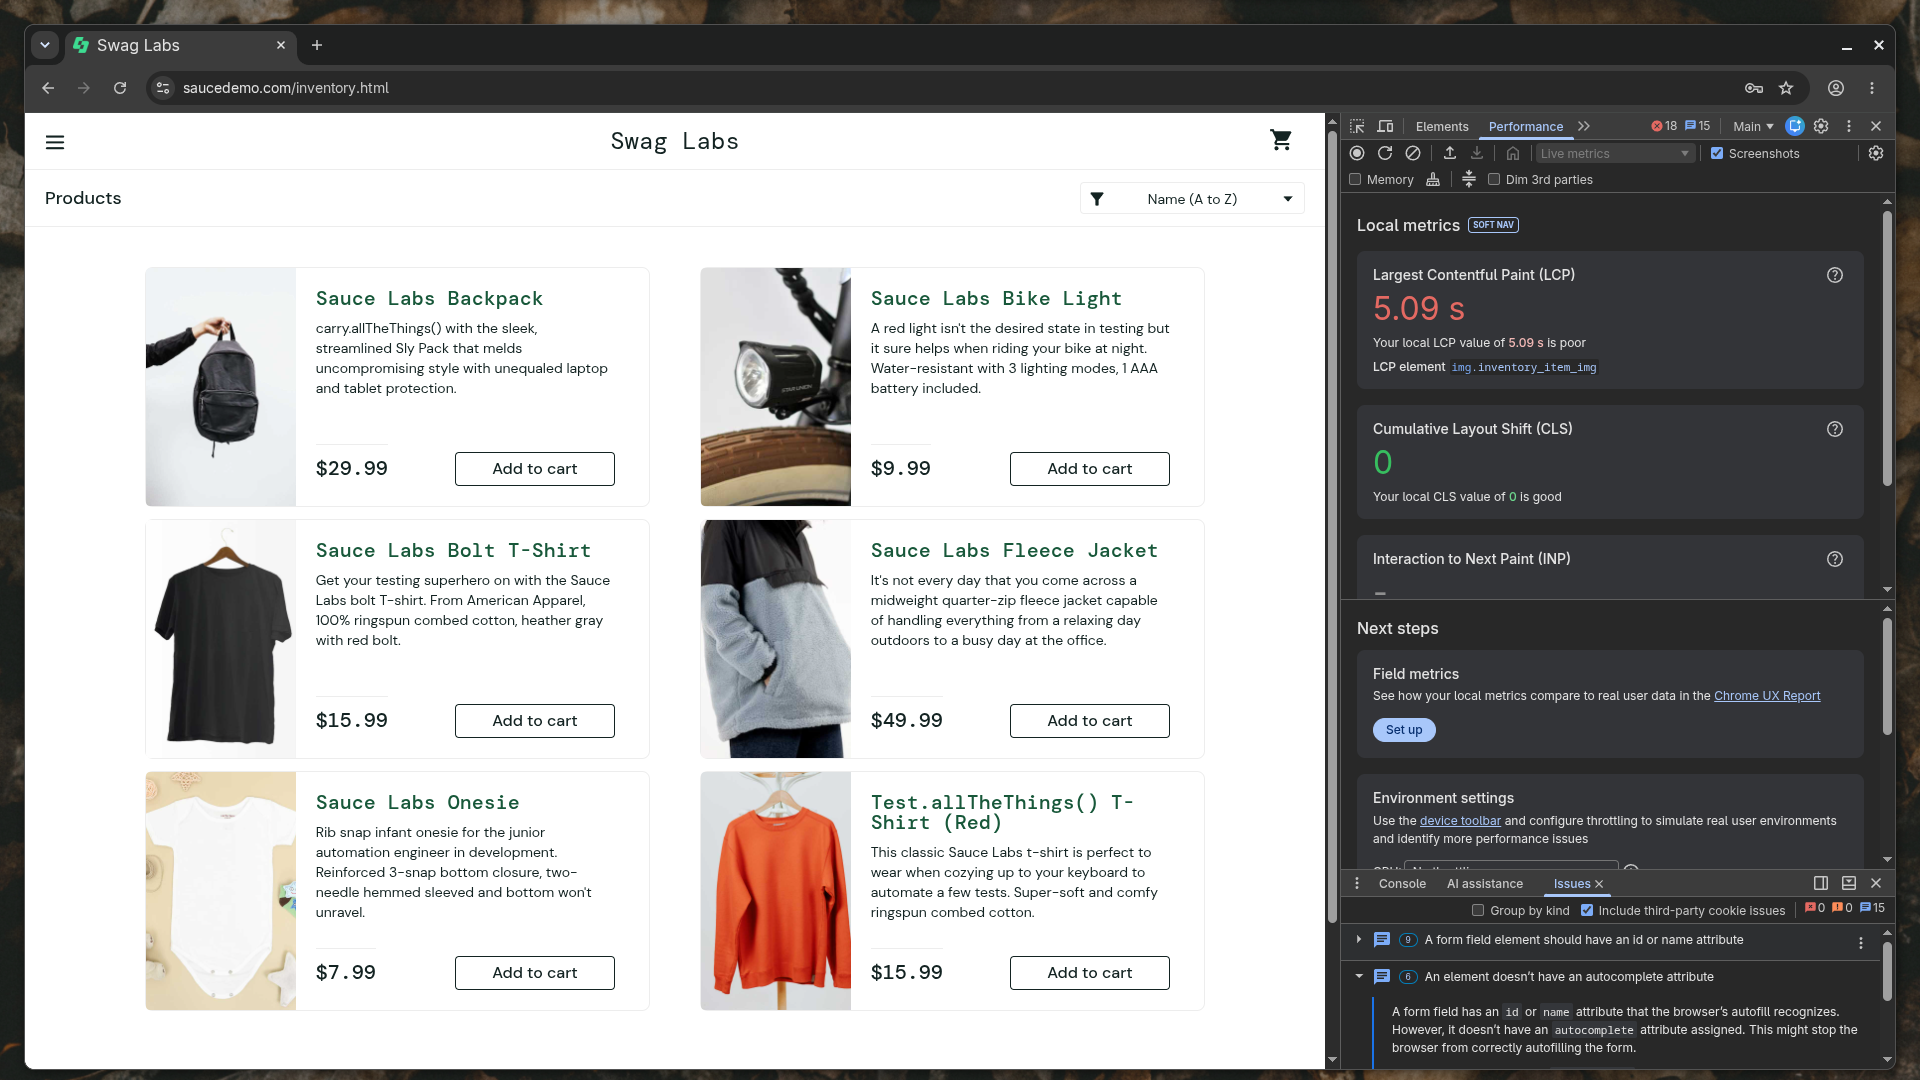 Swag Labs
saucedemo.com/inventory.html
Swag Labs
Products
Name (A to Z)
Sauce Labs Backpack
carry.allTheThings() with the sleek,
streamlined Sly Pack that melds
uncompromising style with unequaled laptop
and tablet protection.
$29.99
Add to cart
Sauce Labs Bike Light
A red light isn't the desired state in testing but
it sure helps when riding your bike at night.
Water-resistant with 3 lighting modes, 1 AAA
battery included.
$9.99
Add to cart
Sauce Labs Bolt T-Shirt
Get your testing superhero on with the Sauce
Labs bolt T-shirt. From American Apparel,
100% ringspun combed cotton, heather gray
with red bolt.
$15.99
Add to cart
Sauce Labs Fleece Jacket
It's not every day that you come across a
midweight quarter-zip fleece jacket capable
of handling everything from a relaxing day
outdoors to a busy day at the office.
$49.99
Add to cart
Sauce Labs Onesie
Rib snap infant onesie for the junior
automation engineer in development.
Reinforced 3-snap bottom closure, two-
needle hemmed sleeved and bottom won't
unravel.
$7.99
Add to cart
Test.allTheThings() T-
Shirt (Red)
This classic Sauce Labs t-shirt is perfect to
wear when cozying up to your keyboard to
automate a few tests. Super-soft and comfy
ringspun combed cotton.
$15.99
Add to cart
Elements Performance 18 15 Main
Live metrics Screenshots
Memory Dim 3rd parties
Local metrics SOFT NAV
Largest Contentful Paint (LCP)
5.09 s
Your local LCP value of 5.09 s is poor
LCP element img.inventory_item_img
Cumulative Layout Shift (CLS)
0
Your local CLS value of 0 is good
Interaction to Next Paint (INP)
-
Next steps
Field metrics
See how your local metrics compare to real user data in the Chrome UX Report
Set up
Environment settings
Use the device toolbar and configure throttling to simulate real user environments
and identify more performance issues
Console AI assistance Issues
Group by kind Include third-party cookie issues 0 0 15
9 A form field element should have an id or name attribute
6 An element doesn't have an autocomplete attribute
A form field has an id or name attribute that the browser's autofill recognizes.
However, it doesn't have an autocomplete attribute assigned. This might stop the
browser from correctly autofilling the form.